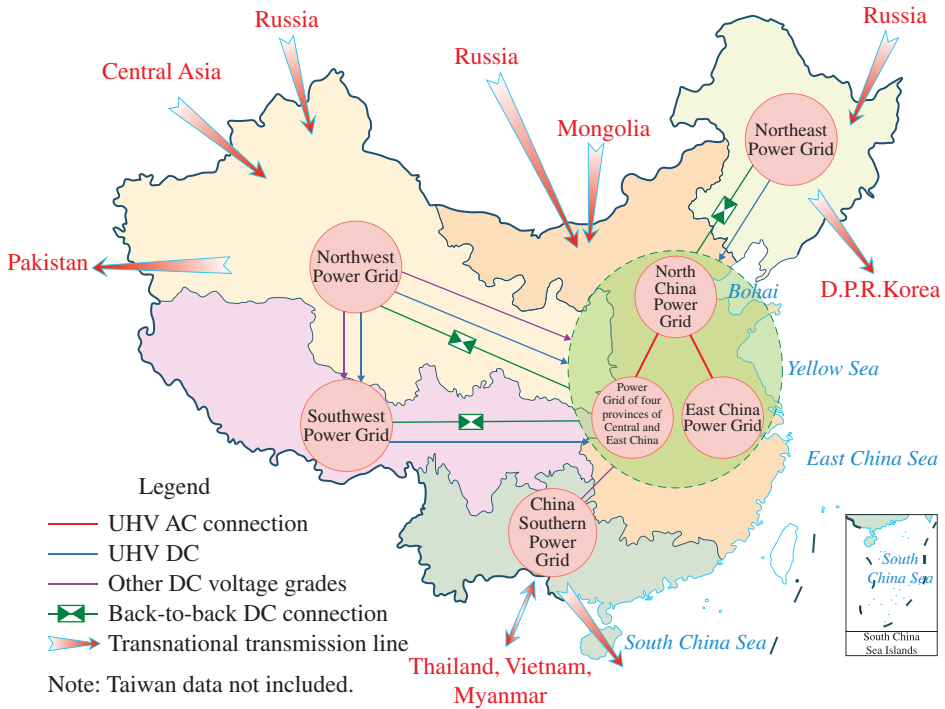 Russia
Russia
Russia
Central Asia
Mongolia
Northeast
Power Grid
Northwest
Power Grid
Pakistan
North
China
Power
Grid
Bohai
D.P.R.Korea
Yellow Sea
Southwest
Power Grid
Power
Grid of four
provinces of
Central and
East China
East China
Power Grid
East China Sea
China
Southern
Power
Grid
Legend
UHV AC connection
UHV DC
Other DC voltage grades
Back-to-back DC connection
Transnational transmission line
Note: Taiwan data not included.
Thailand, Vietnam,
Myanmar
South China Sea
South
China Sea
South China
Sea Islands